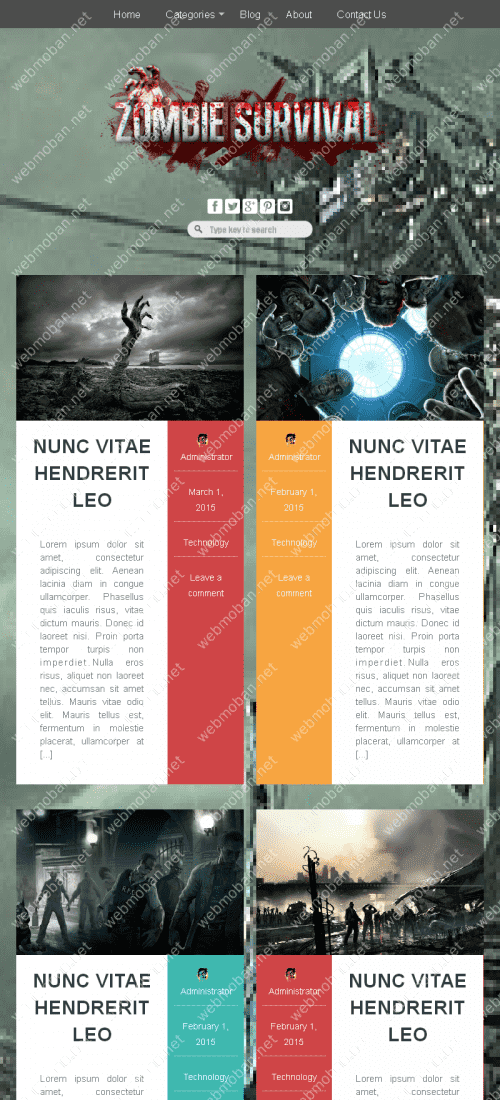 Home Categories Blog About Contact Us
ZOMBIE SURVIVAL
Type key to search
NUNC VITAE
HENDRERIT
LEO
Lorem ipsum dolor sit
amet, consectetur
adipiscing elit. Aenean
lacinia diam in congue
ullamcorper. Phasellus
quis iaculis risus, vitae
dictum mauris. Donec id
laoreet nisi. Proin porta
tempor turpis non
imperdiet.Nulla eros
risus, aliquet non laoreet
nec, accumsan sit amet
tellus. Mauris vitae odio
elit. Mauris tellus est,
fermentum in molestie
placerat, ullamcorper at
[...]
Administrator
March 1,
2015
Technology
Leave a
comment
Administrator
February 1,
2015
Technology
Leave a
comment
NUNC VITAE
HENDRERIT
LEO
Lorem ipsum dolor sit
amet, consectetur
adipiscing elit. Aenean
lacinia diam in congue
ullamcorper. Phasellus
quis iaculis risus, vitae
dictum mauris. Donec id
laoreet nisi. Proin porta
tempor turpis non
imperdiet.Nulla eros
risus, aliquet non laoreet
nec, accumsan sit amet
tellus. Mauris vitae odio
elit. Mauris tellus est,
fermentum in molestie
placerat, ullamcorper at
[...]
NUNC VITAE
HENDRERIT
LEO
Lorem ipsum dolor sit
amet, consectetur
Administrator
February 1,
2015
Technology
Administrator
February 1,
2015
Technology
NUNC VITAE
HENDRERIT
LEO
Lorem ipsum dolor sit
amet, consectetur
webmoban.net